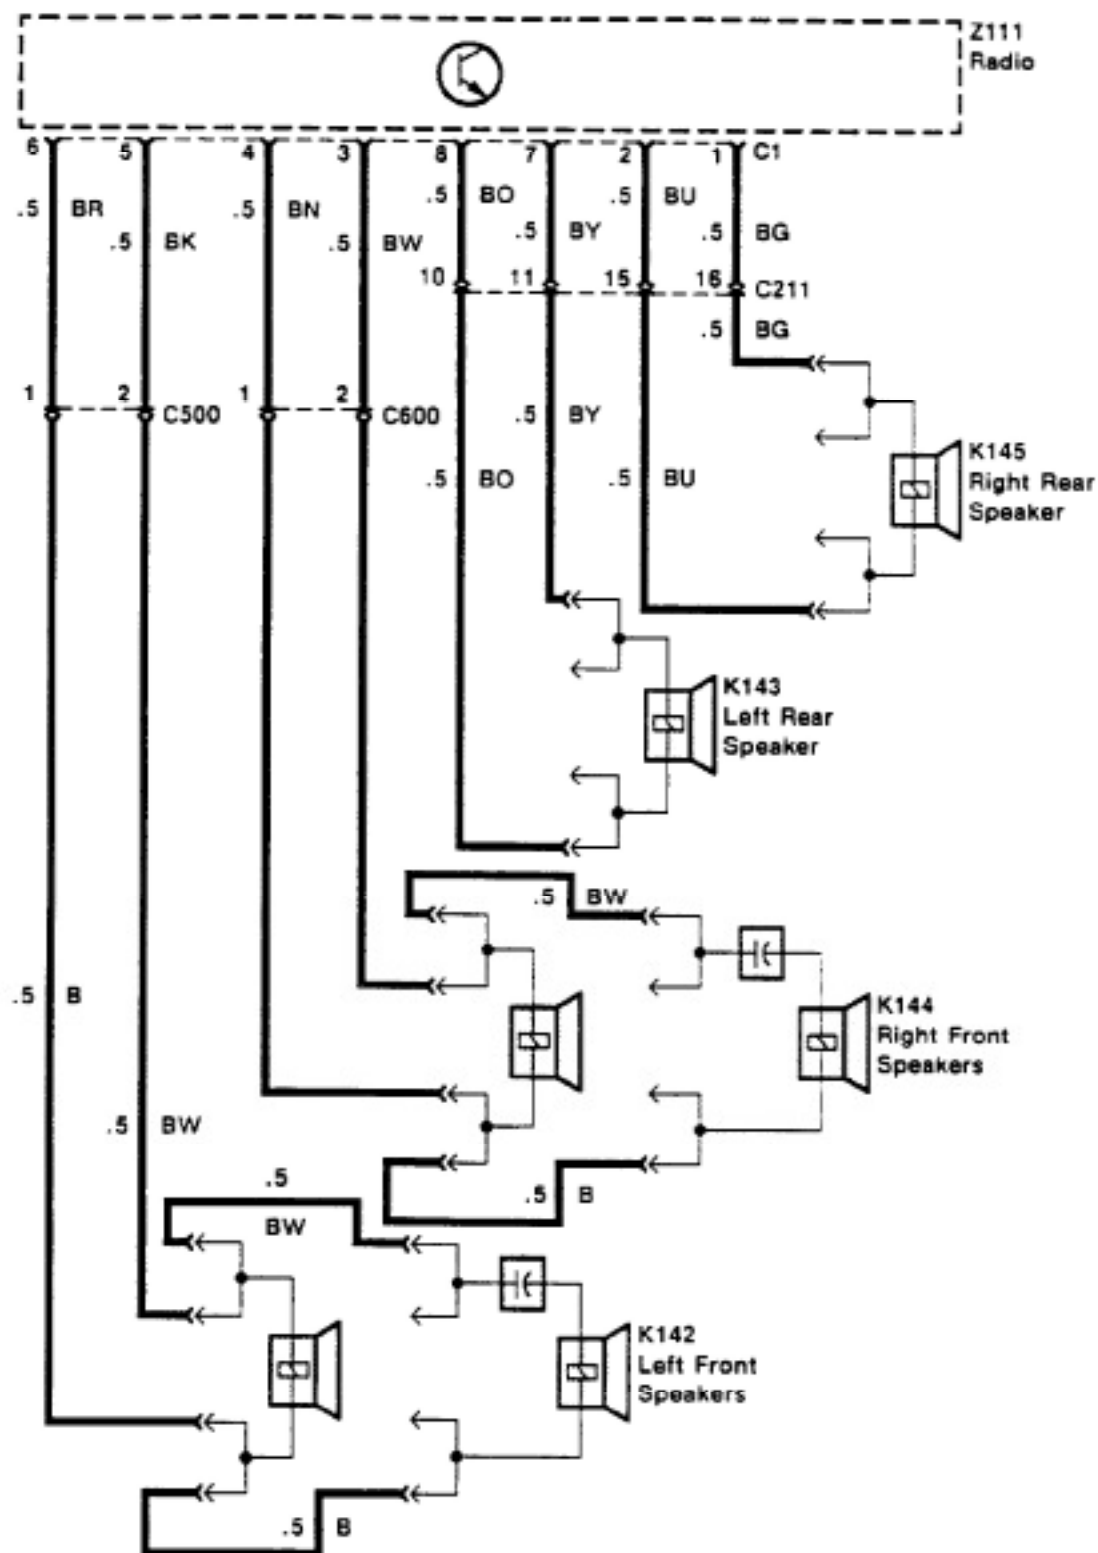 Z111
Radio
6 5 4 3 8 7 2 1 C1
.5 BR
.5 BK
.5 BN
.5 BW
.5 BO
.5 BY
.5 BU
.5 BG
10 11 15 16 C211
.5 BG
1 2 C500
1 2 C600
.5 BY
.5 BO
.5 BU
K145
Right Rear
Speaker
K143
Left Rear
Speaker
.5 BW
.5 B
K144
Right Front
Speakers
.5 BW
.5 B
.5
BW
K142
Left Front
Speakers
.5 B